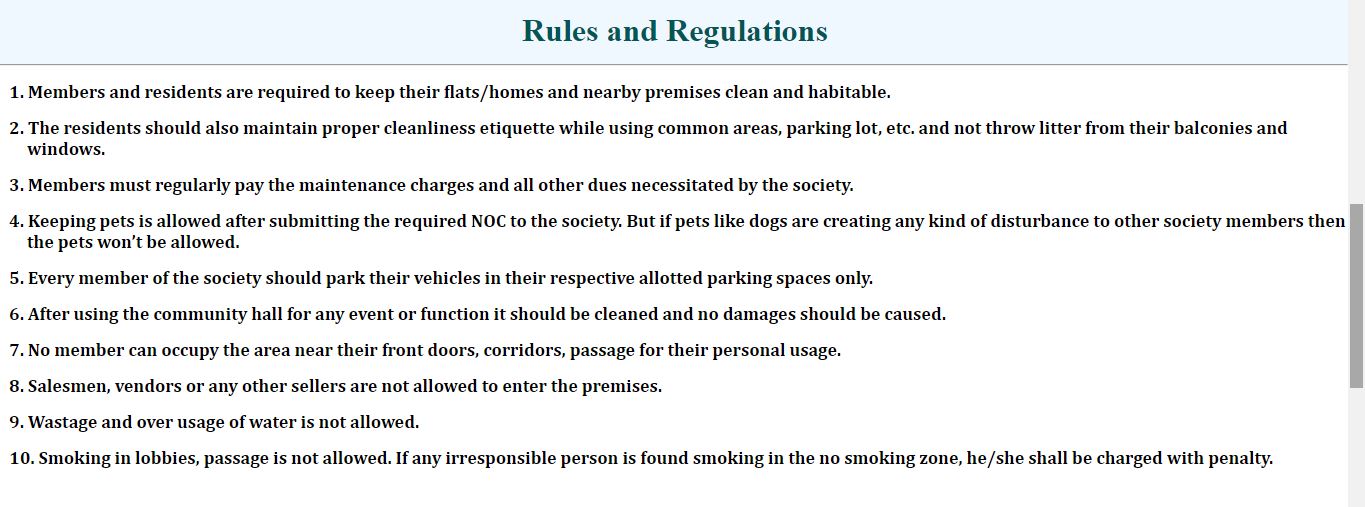 Rules and Regulations
1. Members and residents are required to keep their flats/homes and nearby premises clean and habitable.
2. The residents should also maintain proper cleanliness etiquette while using common areas, parking lot, etc. and not throw litter from their balconies and
windows.
3. Members must regularly pay the maintenance charges and all other dues necessitated by the society.
4. Keeping pets is allowed after submitting the required NOC to the society. But if pets like dogs are creating any kind of disturbance to other society members then
the pets won’t be allowed.
5. Every member of the society should park their vehicles in their respective allotted parking spaces only.
6. After using the community hall for any event or function it should be cleaned and no damages should be caused.
7. No member can occupy the area near their front doors, corridors, passage for their personal usage.
8. Salesmen, vendors or any other sellers are not allowed to enter the premises.
9. Wastage and over usage of water is not allowed.
10. Smoking in lobbies, passage is not allowed. If any irresponsible person is found smoking in the no smoking zone, he/she shall be charged with penalty.